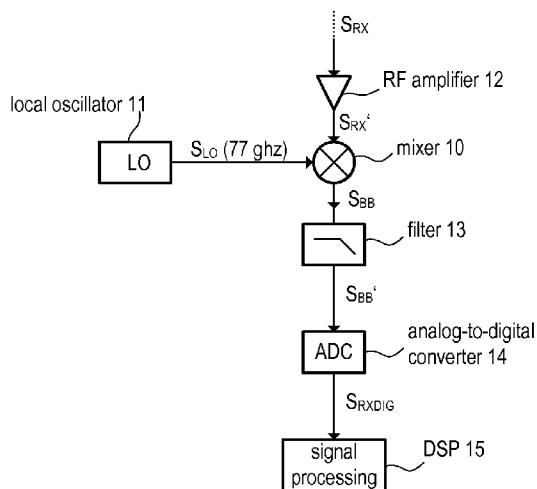 S_RX
RF amplifier 12
S_RX'
local oscillator 11
LO
S_LO (77 ghz)
mixer 10
S_BB
filter 13
S_BB'
ADC
analog-to-digital
converter 14
S_RXDIG
signal
processing
DSP 15